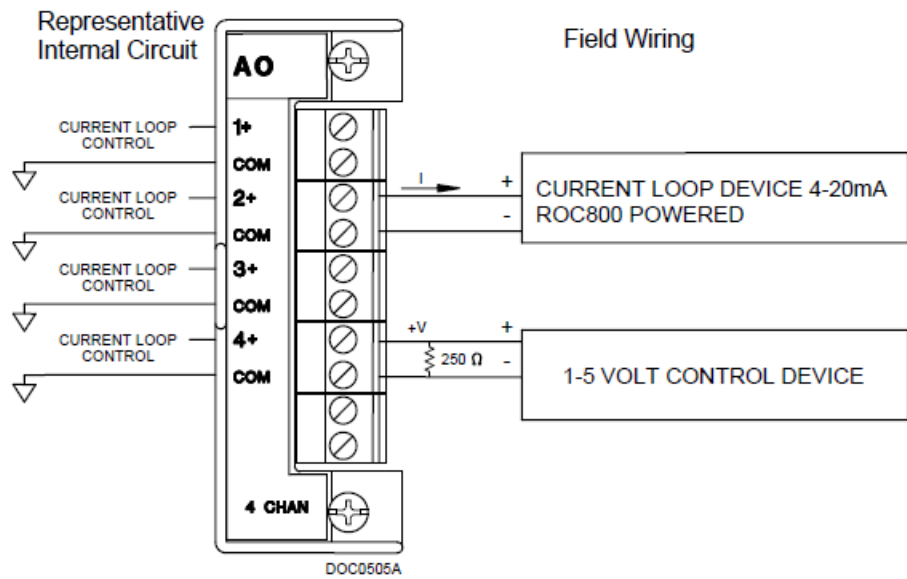 Representative
Internal Circuit
Field Wiring
AO
CURRENT LOOP
CONTROL
1+
COM
CURRENT LOOP
CONTROL
2+
COM
CURRENT LOOP
CONTROL
3+
COM
CURRENT LOOP
CONTROL
4+
COM
4 CHAN
I
+
-
CURRENT LOOP DEVICE 4-20mA
ROC800 POWERED
+V
250 Ω
+
-
1-5 VOLT CONTROL DEVICE
DOC0505A